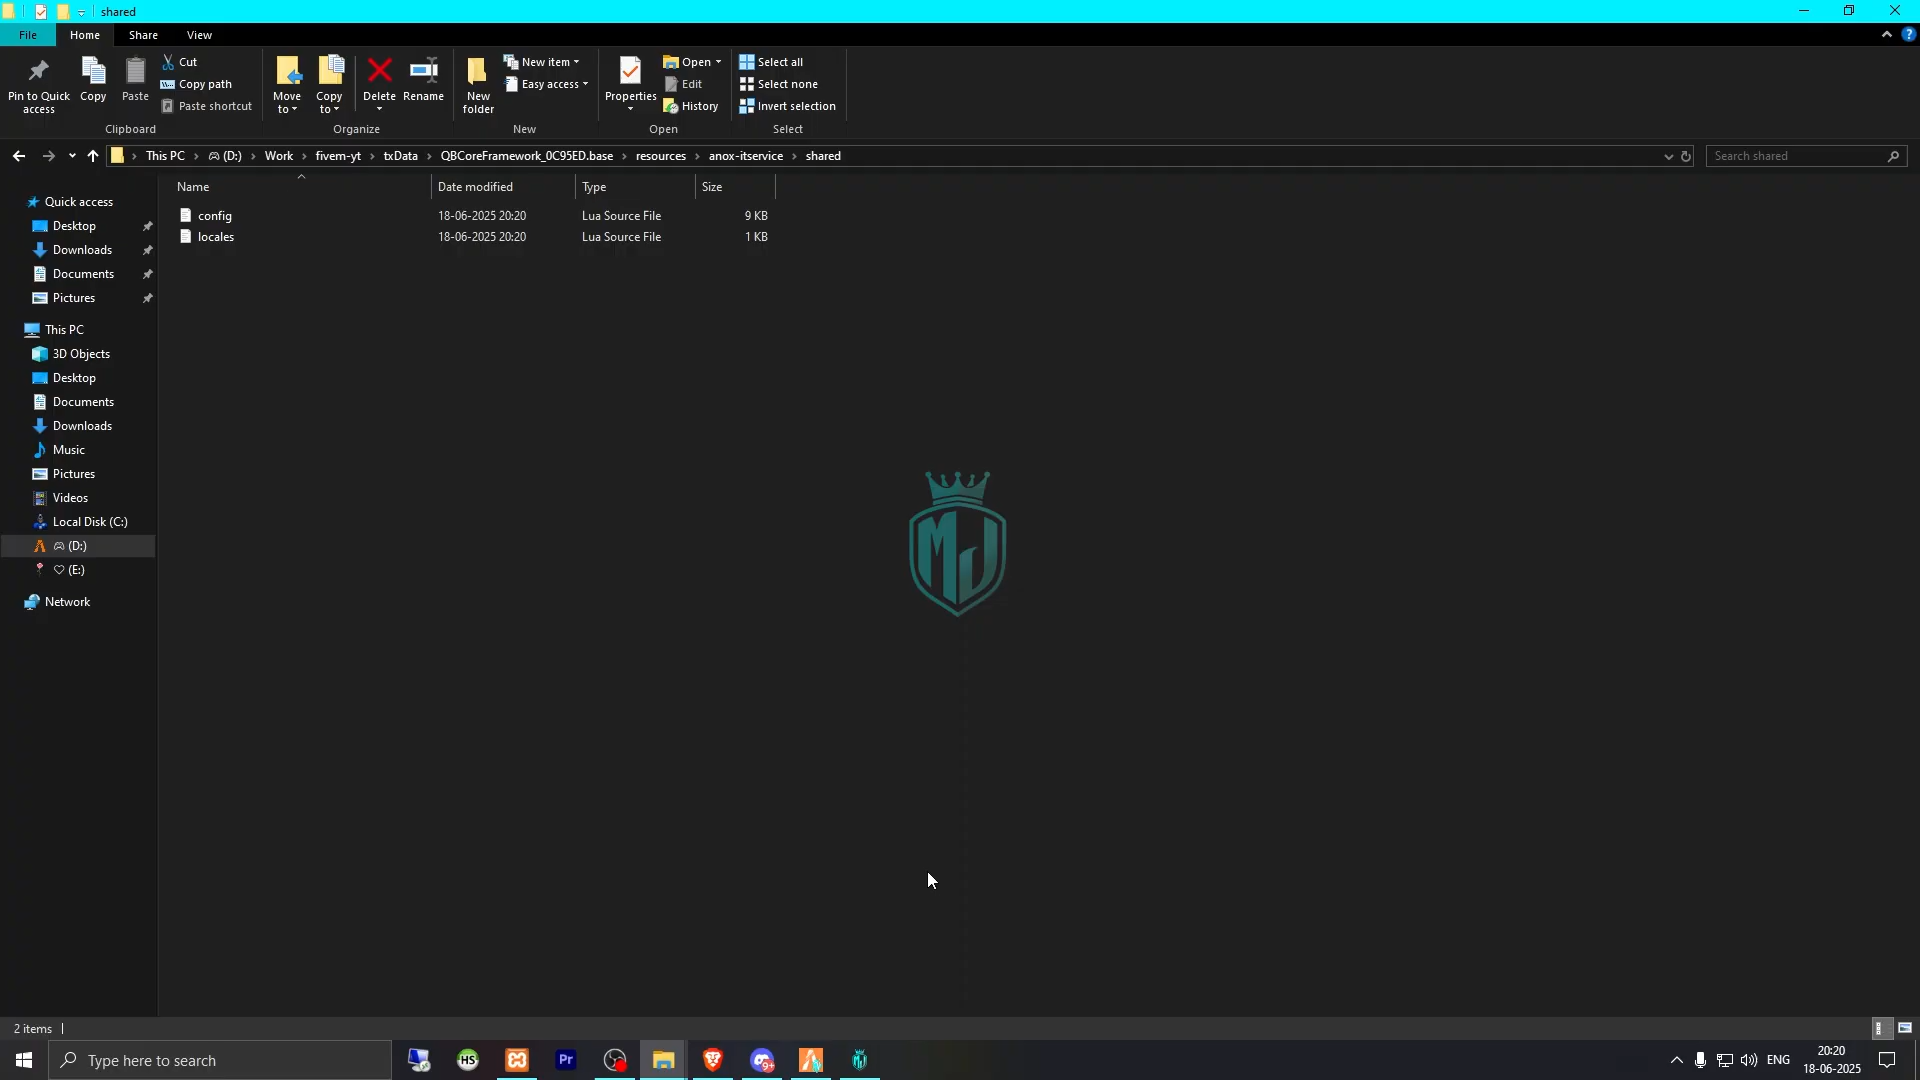 shared
File Home Share View
Pin to Quick access
Copy
Paste
Cut
Copy path
Paste shortcut
Clipboard
Move to
Copy to
Delete
Rename
Organize
New folder
New item
Easy access
New
Properties
Open
Edit
History
Open
Select all
Select none
Invert selection
Select
This PC > (D:) > Work > fivem-yt > txData > QBCoreFramework_0C95ED.base > resources > anox-itservice > shared
Search shared
Name Date modified Type Size
config 18-06-2025 20:20 Lua Source File 9 KB
locales 18-06-2025 20:20 Lua Source File 1 KB
Quick access
Desktop
Downloads
Documents
Pictures
This PC
3D Objects
Desktop
Documents
Downloads
Music
Pictures
Videos
Local Disk (C:)
(D:)
(E:)
Network
MJ
2 items
Type here to search
HS
Pr
9+
ENG
20:20
18-06-2025